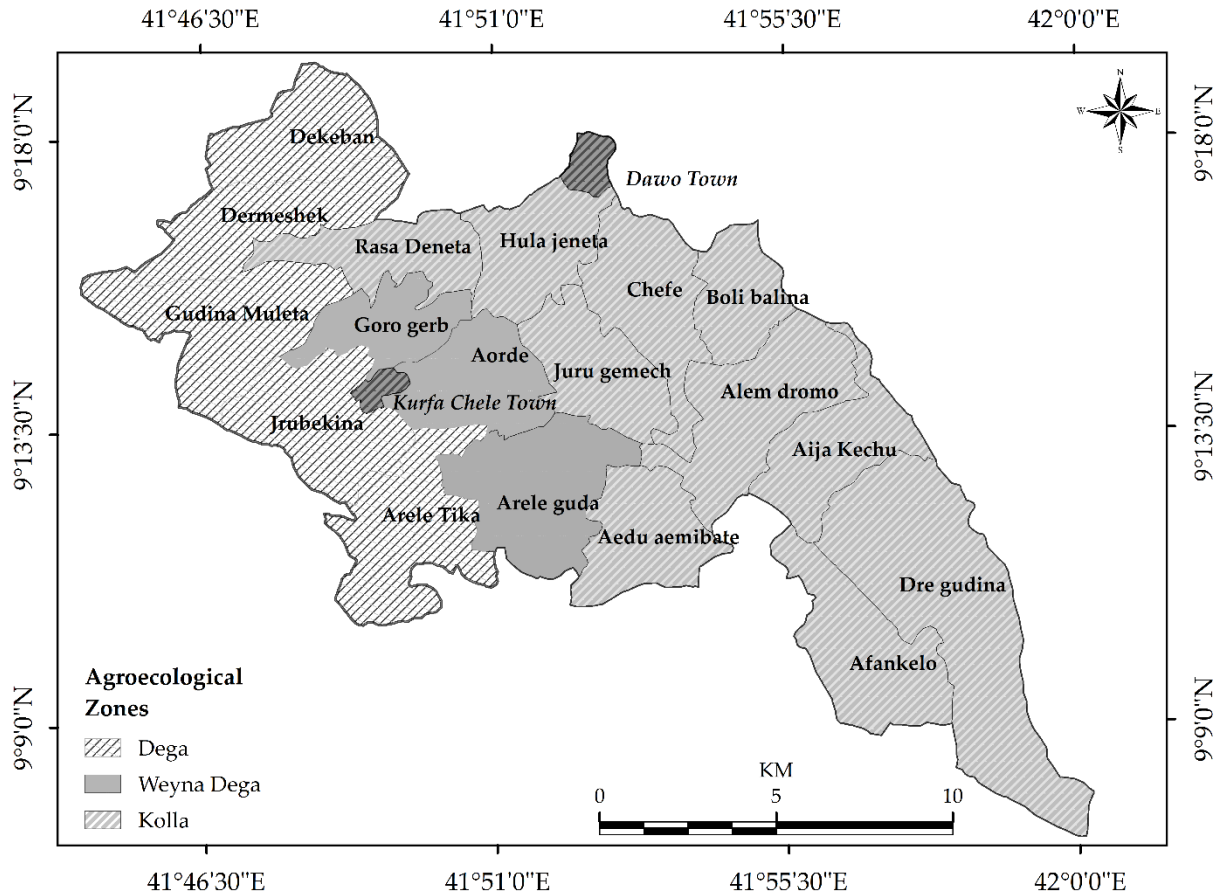 41°46'30"E 41°51'0"E 41°55'30"E 42°0'0"E
N
W E
S
9°18'0"N 9°18'0"N
Dekeban
Dawo Town
Dermeshek
Rasa Deneta
Hula jeneta
Chefe
Boli balina
Gudina Muleta
Goro gerb
Aorde
Juru gemech
Alem dromo
Kurfa Chele Town
Jrubekina
9°13'30"N 9°13'30"N
Aija Kechu
Arele guda
Arele Tika
Aedu aemibate
Dre gudina
Afankelo
9°9'0"N 9°9'0"N
Agroecological
Zones
Dega
Weyna Dega
Kolla
KM
0 5 10
41°46'30"E 41°51'0"E 41°55'30"E 42°0'0"E